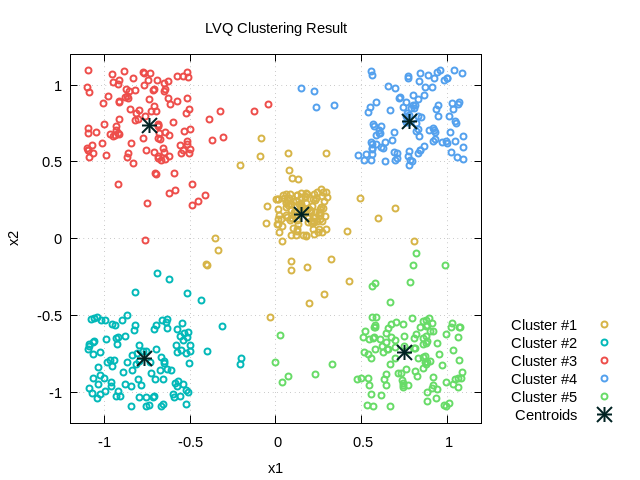 LVQ Clustering Result
1
0.5
0
-0.5
-1
x2
-1
-0.5
0
0.5
1
x1
Cluster #1
Cluster #2
Cluster #3
Cluster #4
Cluster #5
Centroids